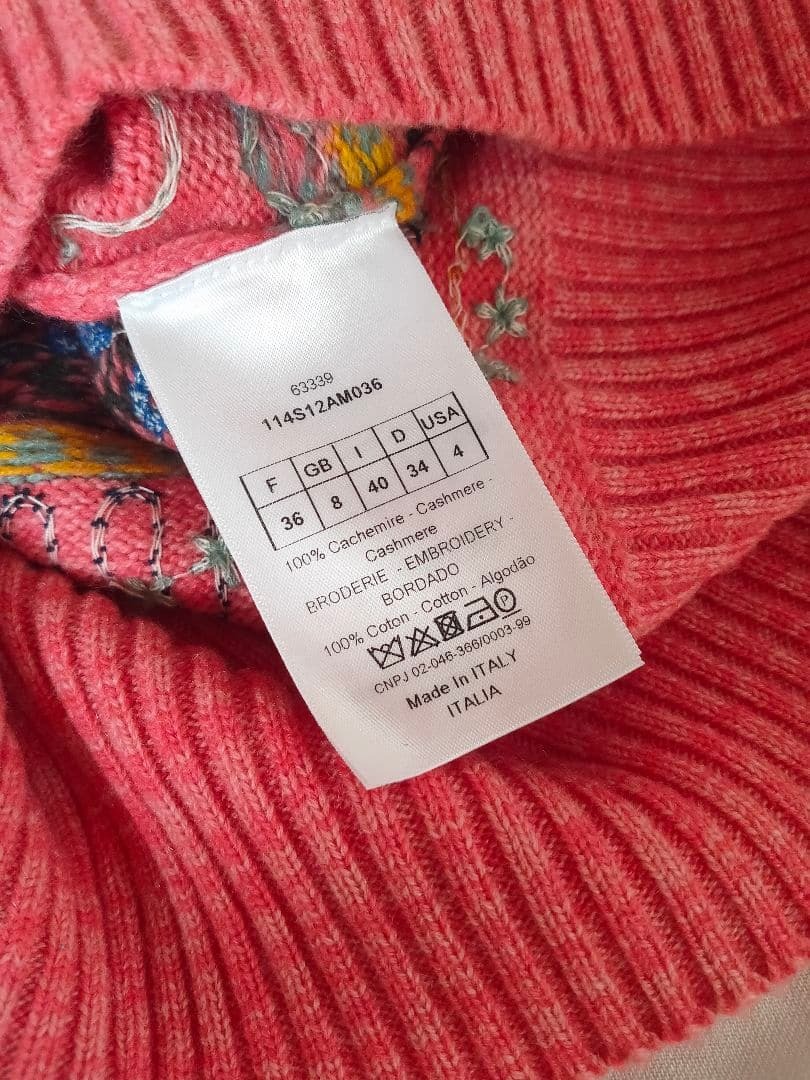 63339
114S12AM036
F GB I D USA
36 8 40 34 4
100% Cachemire - Cashmere -
Cashmere
BRODERIE - EMBROIDERY -
BORDADO
100% Coton - Cotton - Algodão
P
CNPJ 02-046-366/0003-99
Made In ITALY
ITALIA